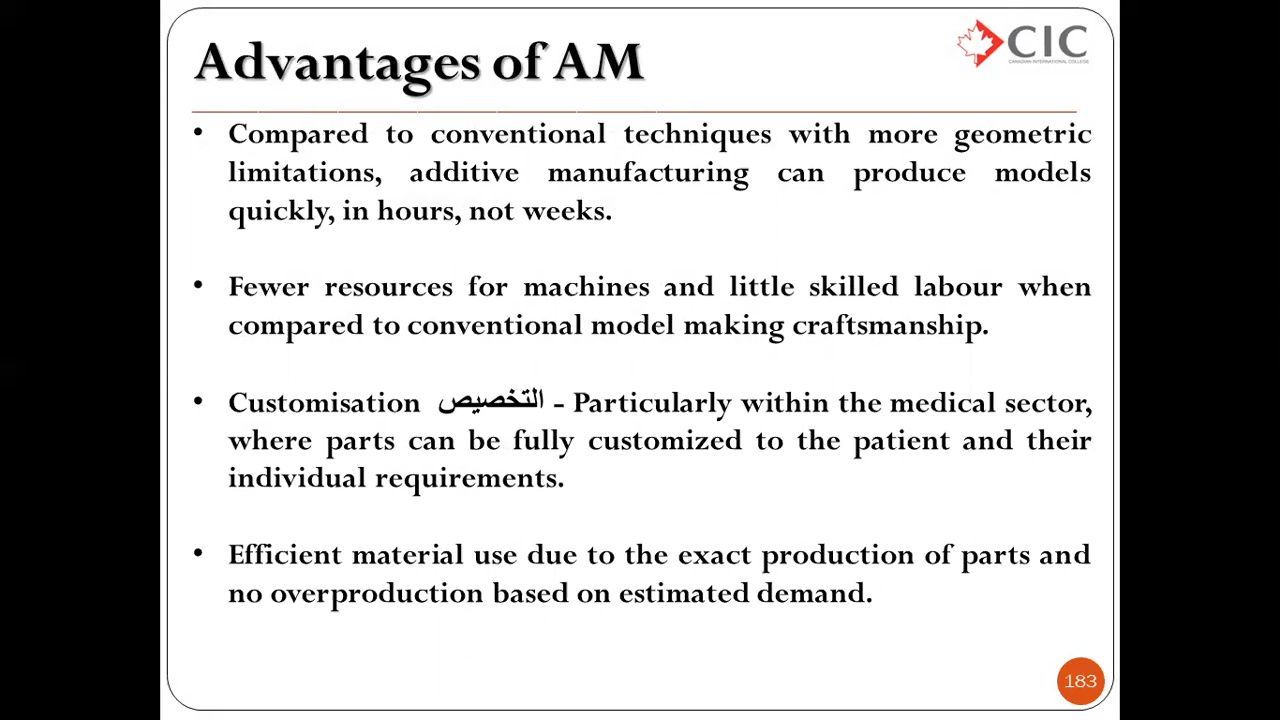 Advantages of AM
CIC
CANADIAN INTERNATIONAL COLLEGE
• Compared to conventional techniques with more geometric
limitations, additive manufacturing can produce models
quickly, in hours, not weeks.
• Fewer resources for machines and little skilled labour when
compared to conventional model making craftsmanship.
• Customisation التخصيص - Particularly within the medical sector,
where parts can be fully customized to the patient and their
individual requirements.
• Efficient material use due to the exact production of parts and
no overproduction based on estimated demand.
183